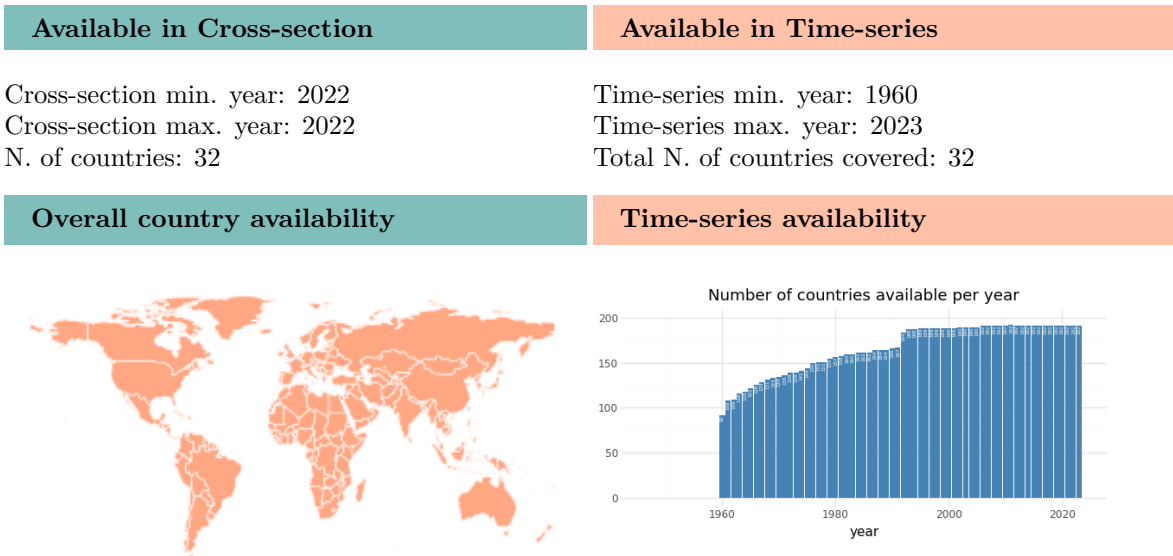 Available in Cross-section
Available in Time-series
Cross-section min. year: 2022
Cross-section max. year: 2022
N. of countries: 32
Time-series min. year: 1960
Time-series max. year: 2023
Total N. of countries covered: 32
Overall country availability
Time-series availability
Number of countries available per year
200
150
100
50
0
1960
1980
2000
2020
year